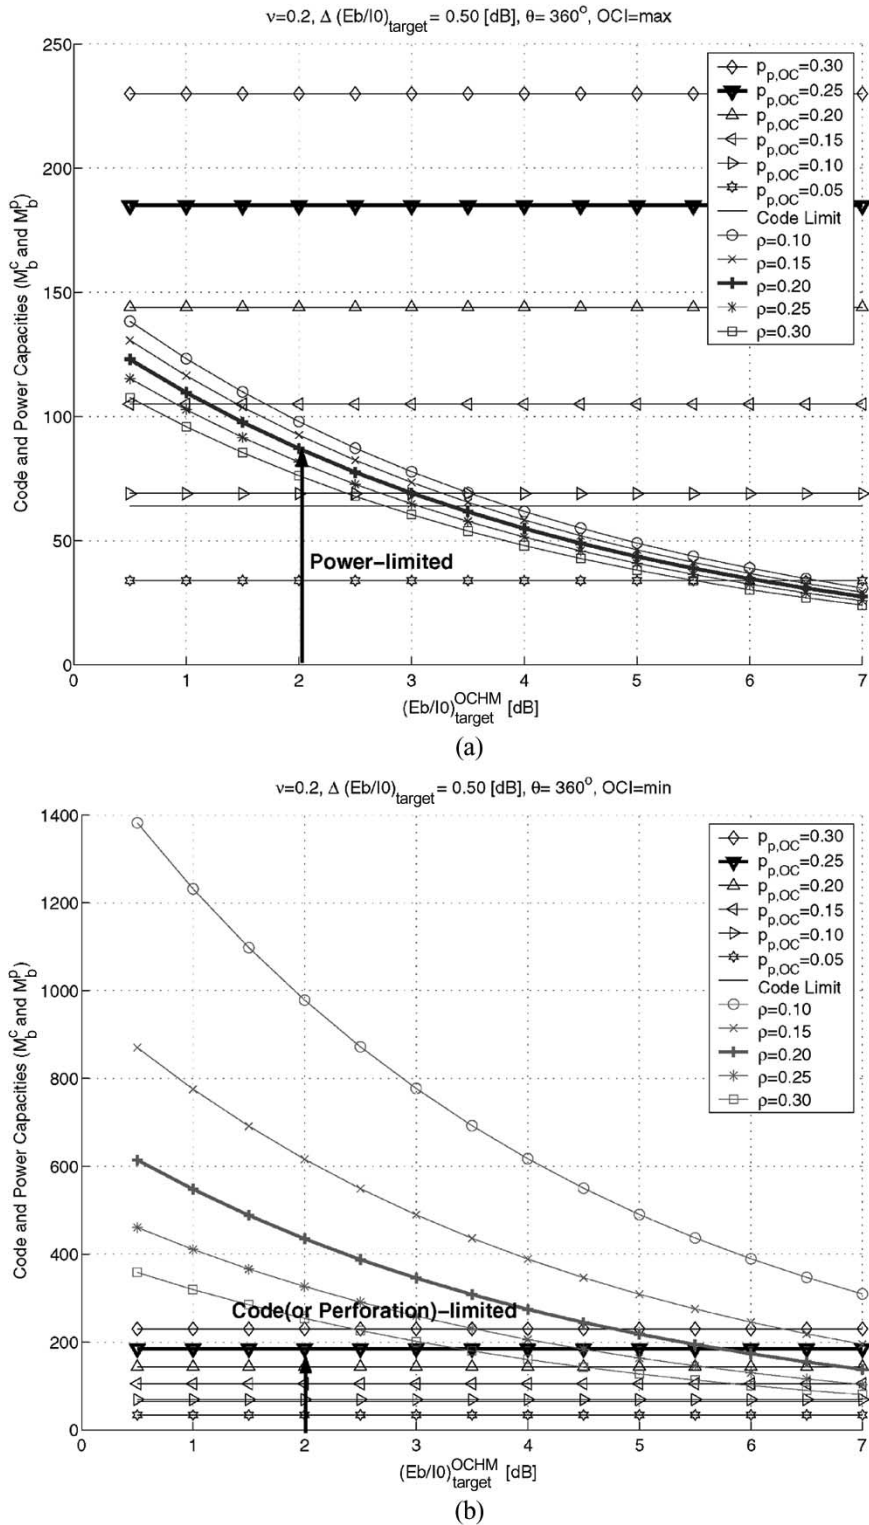 ν=0.2, Δ (Eb/I0)target = 0.50 [dB], θ= 360°, OCI=max
250
200
150
100
50
0
Code and Power Capacities (M_b^c and M_b^p)
p_p,OC=0.30
p_p,OC=0.25
p_p,OC=0.20
p_p,OC=0.15
p_p,OC=0.10
p_p,OC=0.05
Code Limit
ρ=0.10
ρ=0.15
ρ=0.20
ρ=0.25
ρ=0.30
Power-limited
0 1 2 3 4 5 6 7
(Eb/I0)_target^OCHM [dB]
(a)
ν=0.2, Δ (Eb/I0)target = 0.50 [dB], θ= 360°, OCI=min
1400
1200
1000
800
600
400
200
0
Code and Power Capacities (M_b^c and M_b^p)
p_p,OC=0.30
p_p,OC=0.25
p_p,OC=0.20
p_p,OC=0.15
p_p,OC=0.10
p_p,OC=0.05
Code Limit
ρ=0.10
ρ=0.15
ρ=0.20
ρ=0.25
ρ=0.30
Code(or Perforation)-limited
0 1 2 3 4 5 6 7
(Eb/I0)_target^OCHM [dB]
(b)